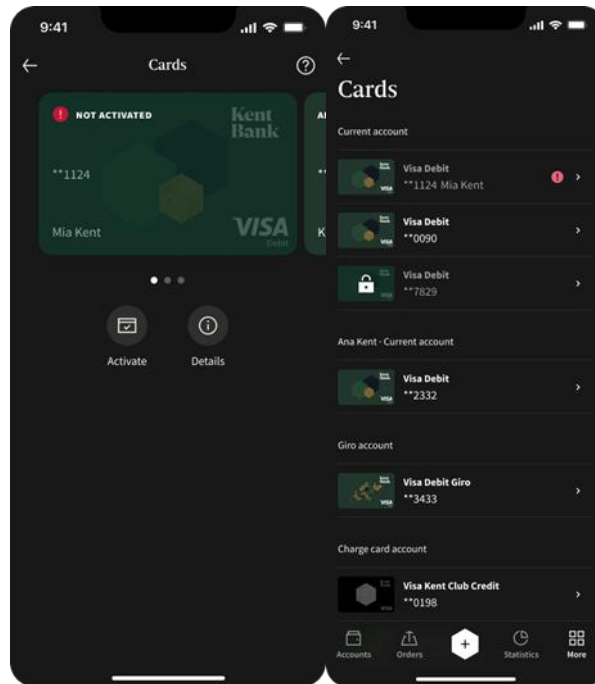 9:41
Cards
NOT ACTIVATED
Kent
Bank
**1124
Mia Kent
VISA
Debit
Activate
Details
9:41
Cards
Current account
Visa Debit
**1124 Mia Kent
Visa Debit
**0090
Visa Debit
**7829
Ana Kent - Current account
Visa Debit
**2332
Giro account
Visa Debit Giro
**3433
Charge card account
Visa Kent Club Credit
**0198
Accounts
Orders
Statistics
More